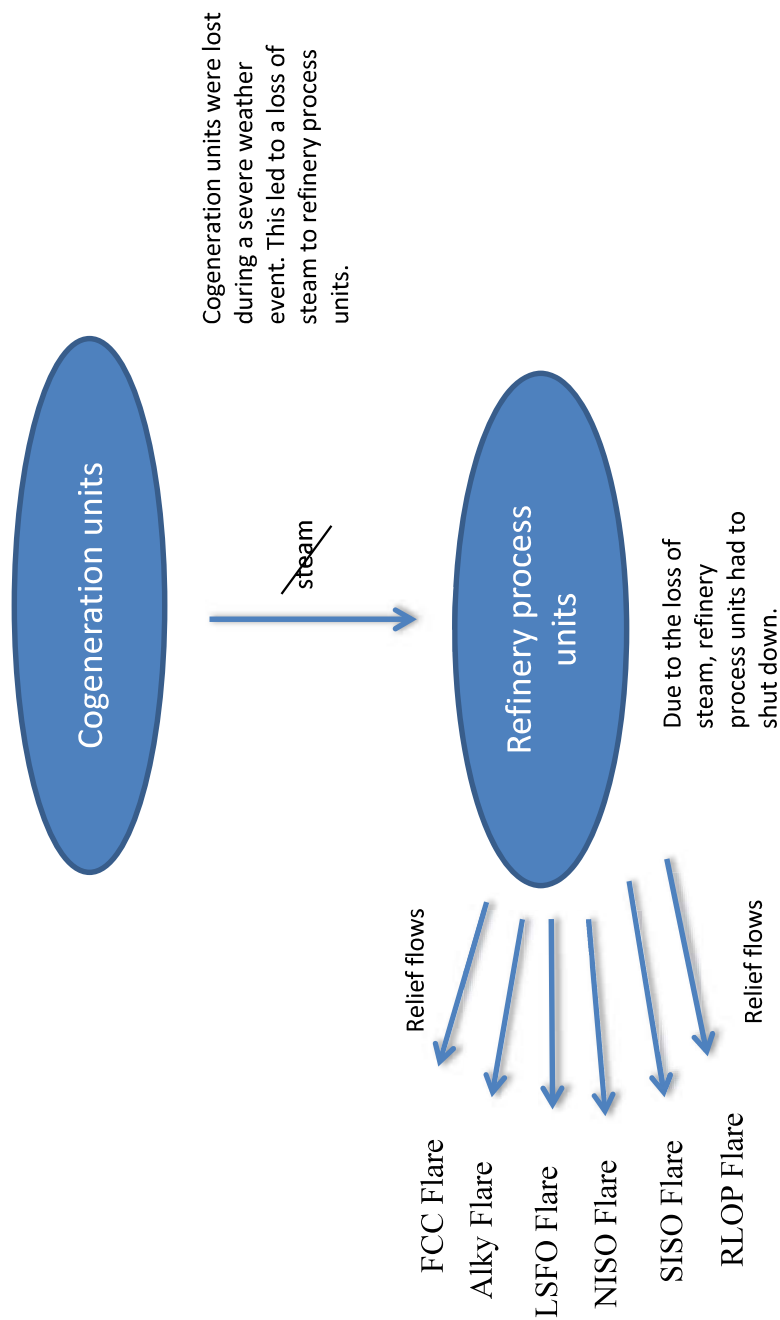 Cogeneration units
Cogeneration units were lost
during a severe weather
event. This led to a loss of
steam to refinery process
units.
steam
Refinery process
units
Due to the loss of
steam, refinery
process units had to
shut down.
Relief flows
Relief flows
FCC Flare
Alky Flare
LSFO Flare
NISO Flare
SISO Flare
RLOP Flare